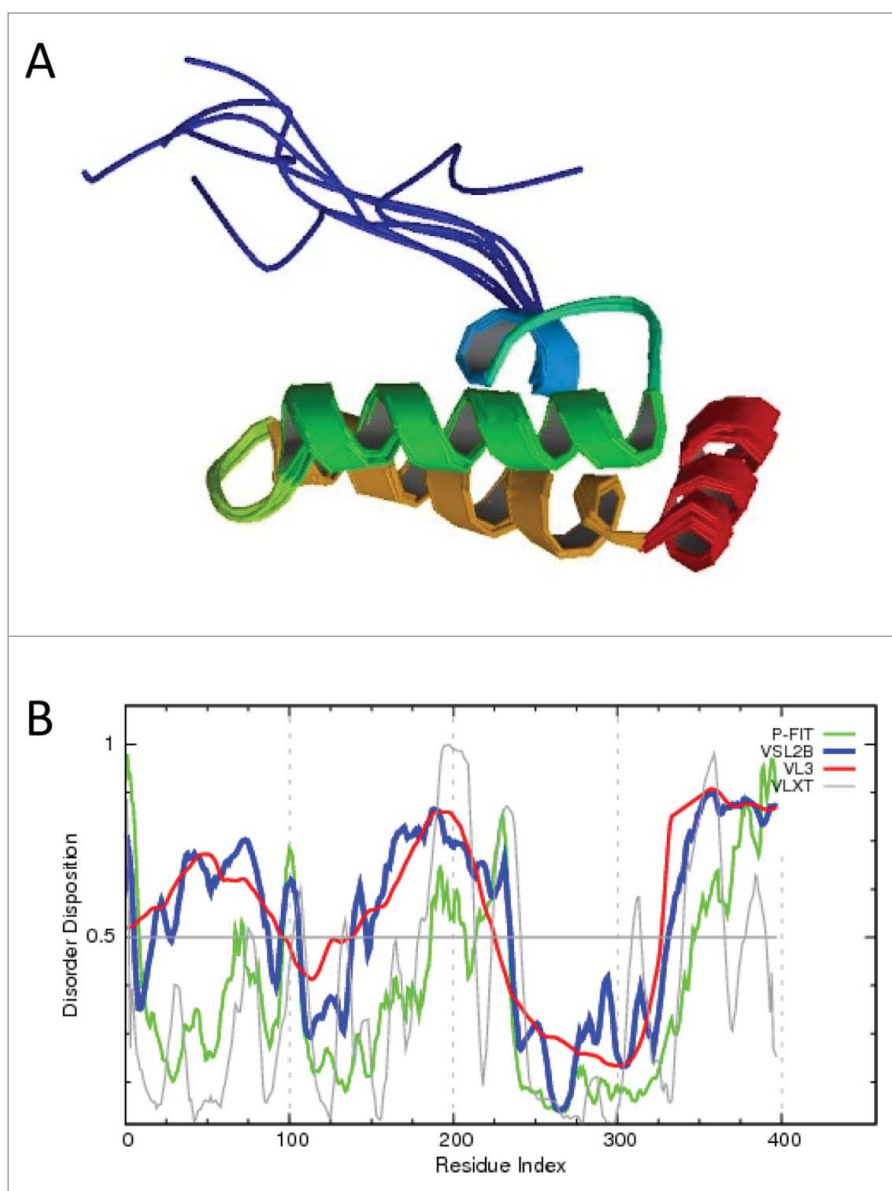 A
B
P-FIT
VSL2B
VL3
VLXT
1
0.5
Disorder Disposition
0
100
200
300
400
Residue Index